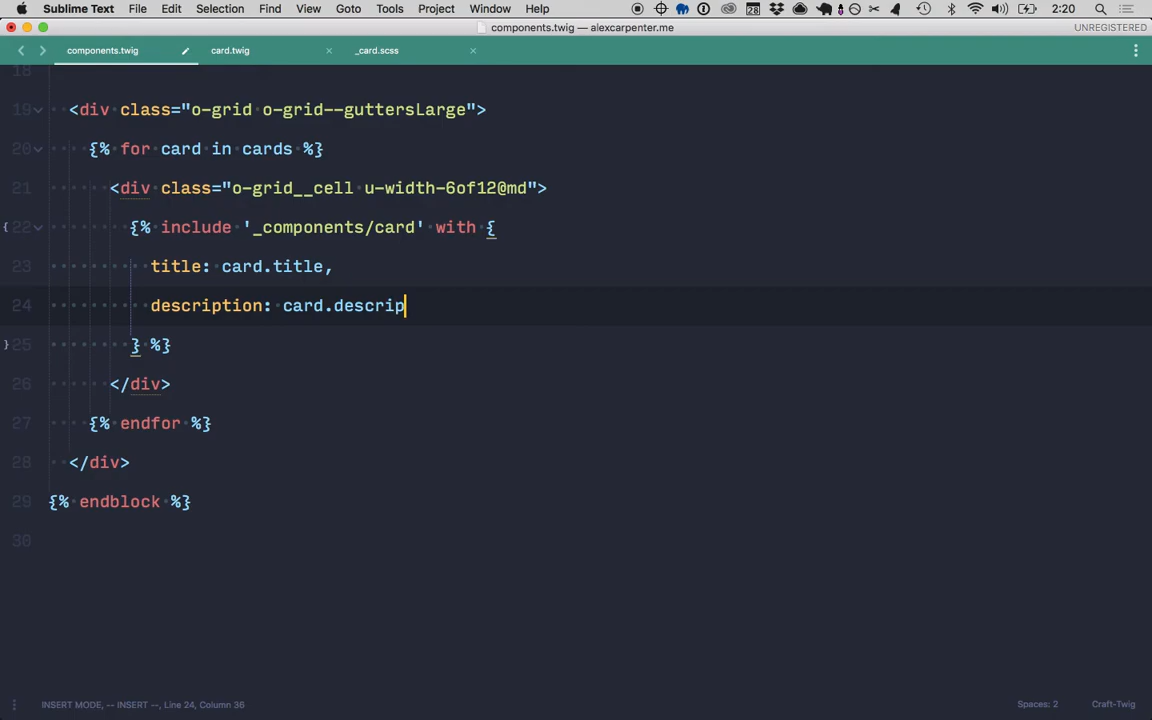 Sublime Text File Edit Selection Find View Goto Tools Project Window Help 28 2:20
components.twig — alexcarpenter.me UNREGISTERED
components.twig card.twig _card.scss
18
19 <div class="o-grid o-grid--guttersLarge">
20 {% for card in cards %}
21 <div class="o-grid__cell u-width-6of12@md">
22 {% include '_components/card' with {
23 title: card.title,
24 description: card.descrip
25 } %}
26 </div>
27 {% endfor %}
28 </div>
29 {% endblock %}
30
INSERT MODE, -- INSERT --, Line 24, Column 36 Spaces: 2 Craft-Twig